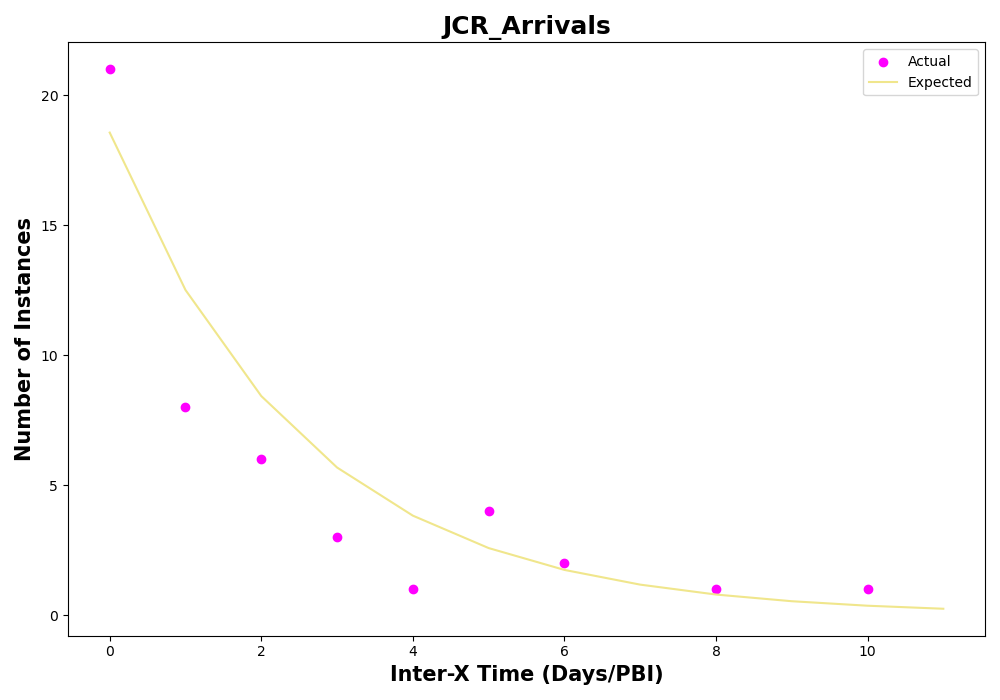 JCR_Arrivals
Actual
Expected
20
15
10
5
0
Number of Instances
0 2 4 6 8 10
Inter-X Time (Days/PBI)